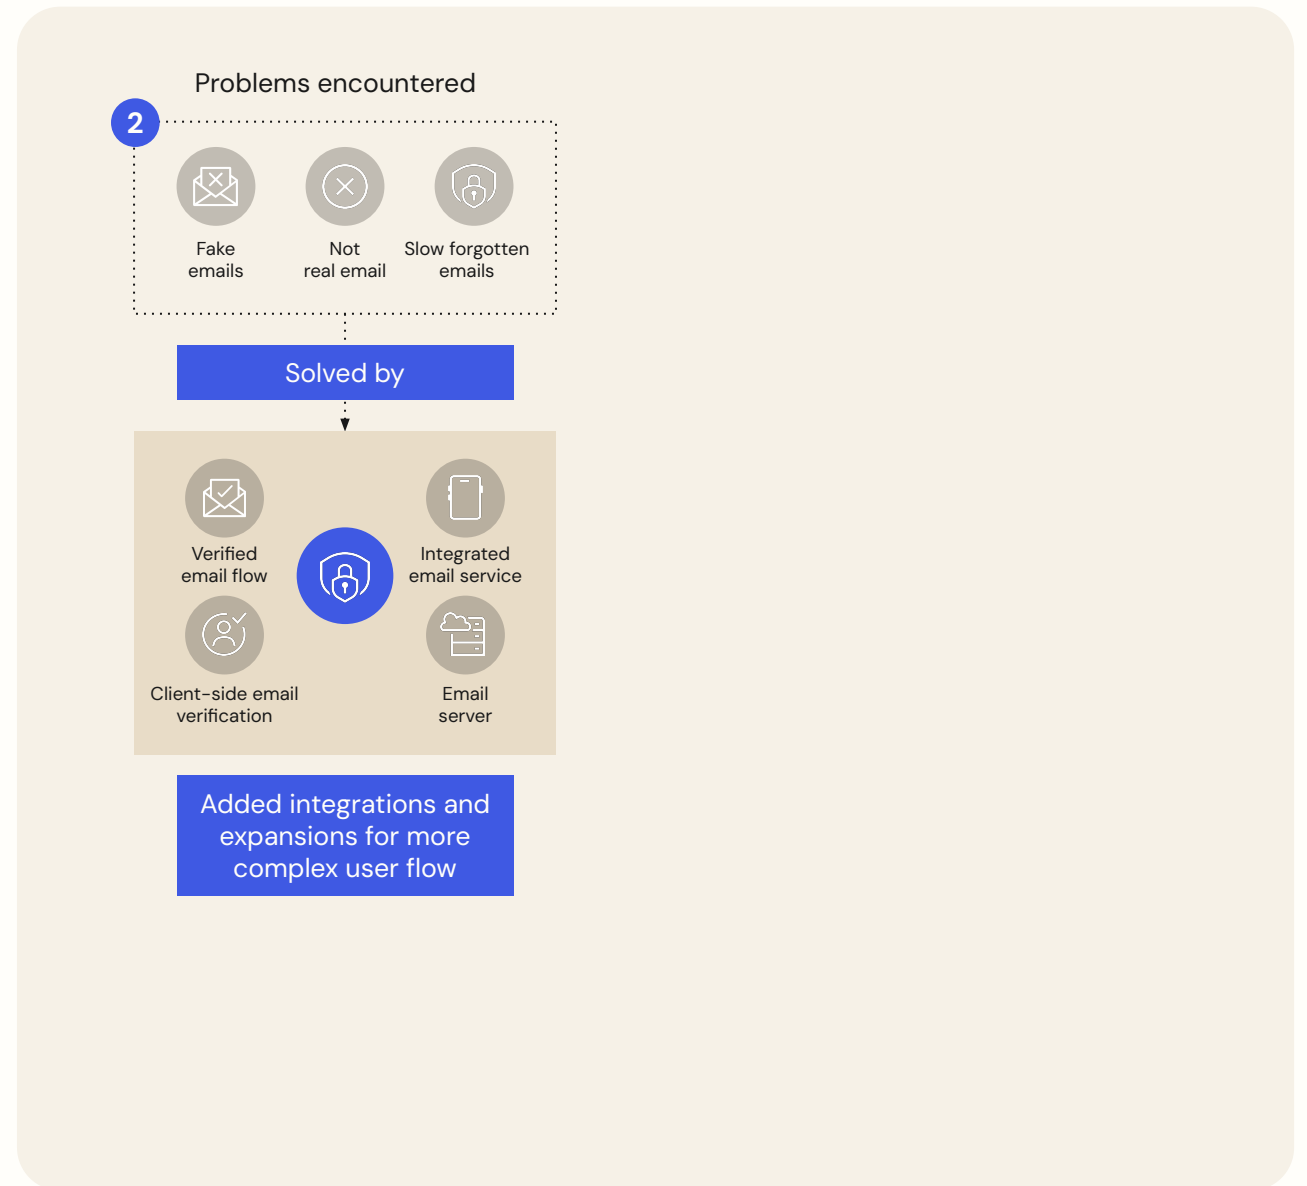 Problems encountered
2
Fake
emails
Not
real email
Slow forgotten
emails
Solved by
Verified
email flow
Integrated
email service
Client-side email
verification
Email
server
Added integrations and
expansions for more
complex user flow